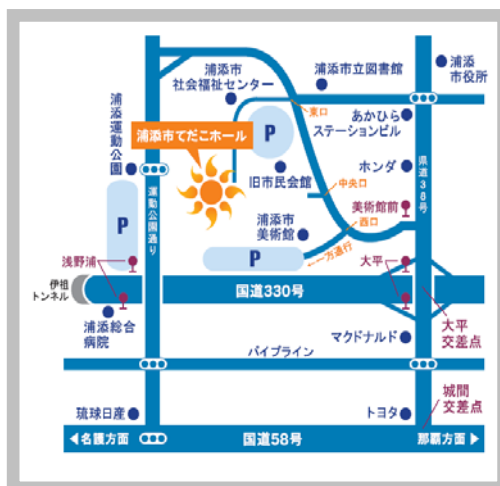 浦添
市役所
浦添市
社会福祉センター
浦添市立図書館
東口
あかひら
ステーションビル
浦添運動公園
浦添市てだこホール
P
旧市民会館
ホンダ
県道38号
中央口
美術館前
運動公園通り
浦添市
美術館
西口
P
P
一方通行
浅野浦
大平
伊祖
トンネル
国道330号
浦添総合
病院
マクドナルド
大平
交差点
パイプライン
城間
交差点
琉球日産
トヨタ
名護方面
国道58号
那覇方面